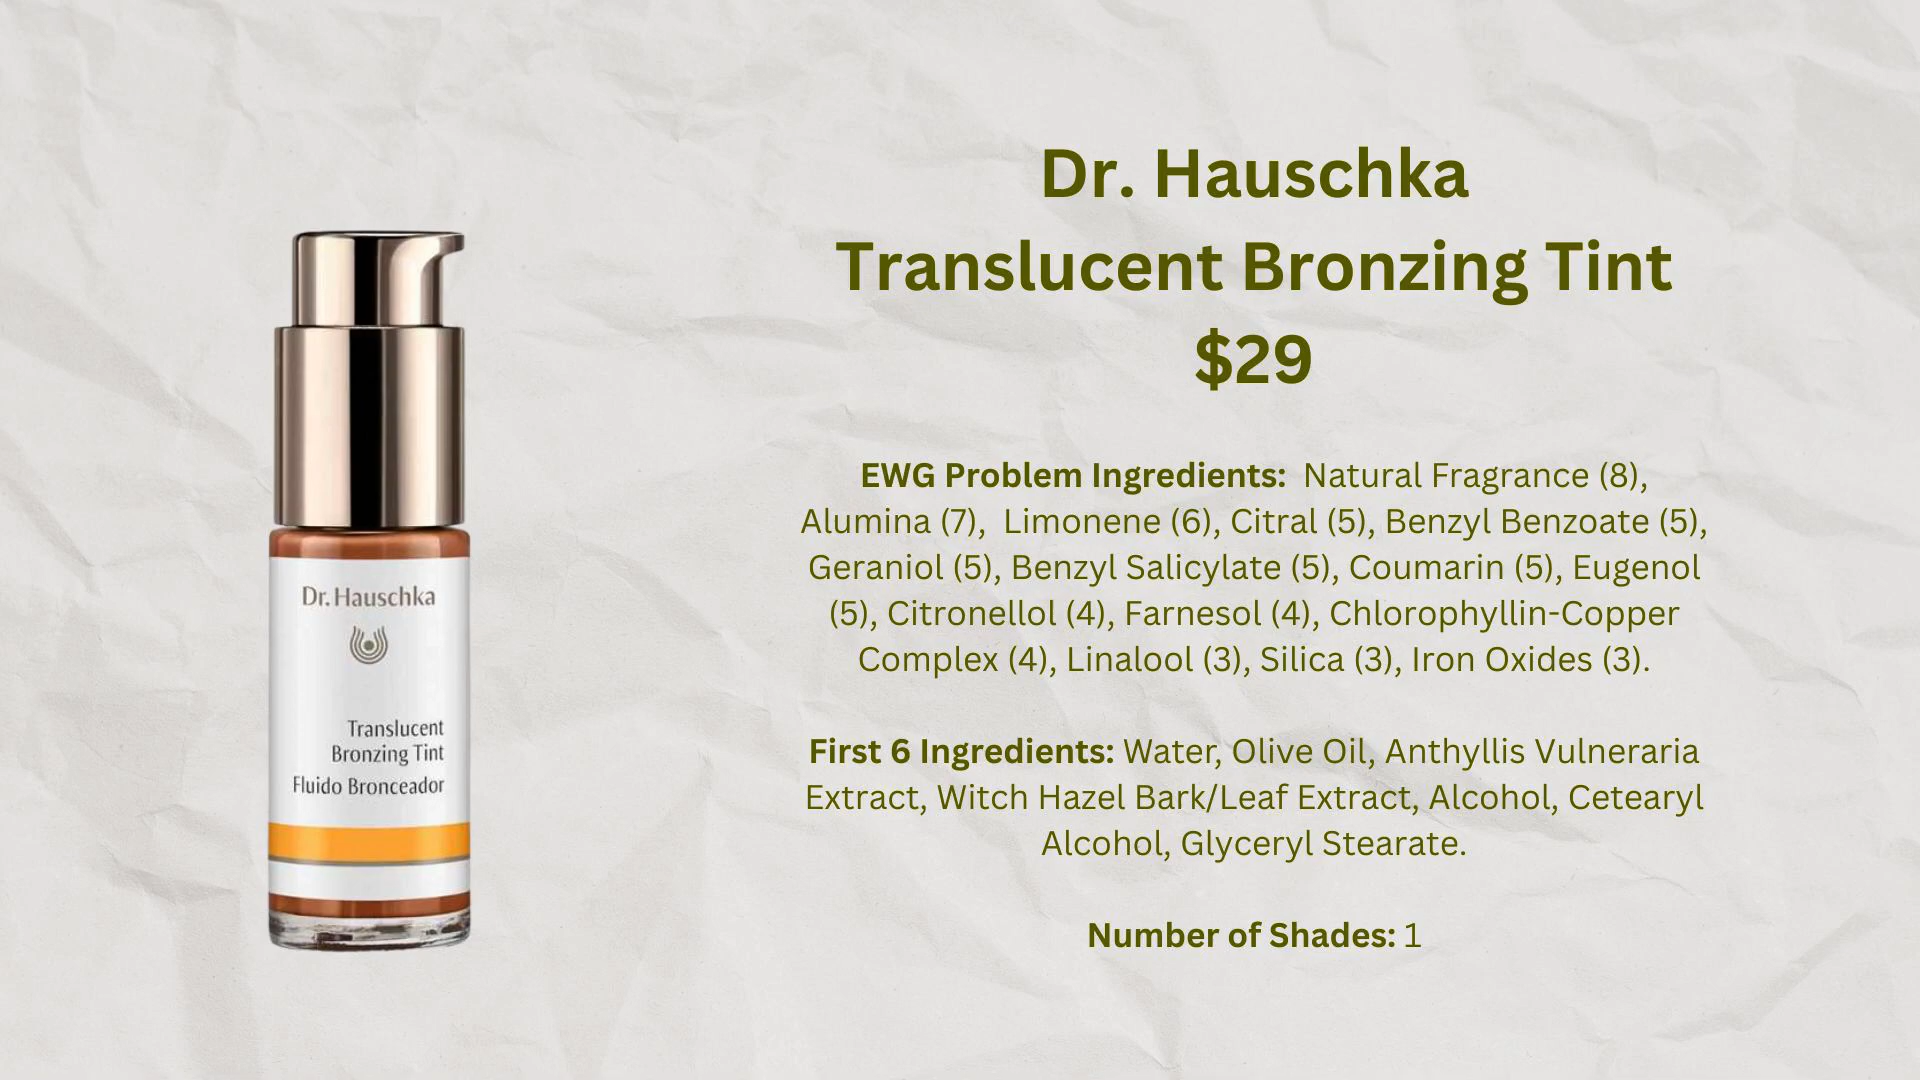 Dr. Hauschka
Translucent Bronzing Tint
$29
EWG Problem Ingredients:  Natural Fragrance (8),
Alumina (7),  Limonene (6), Citral (5), Benzyl Benzoate (5),
Geraniol (5), Benzyl Salicylate (5), Coumarin (5), Eugenol
(5), Citronellol (4), Farnesol (4), Chlorophyllin-Copper
Complex (4), Linalool (3), Silica (3), Iron Oxides (3).
First 6 Ingredients: Water, Olive Oil, Anthyllis Vulneraria
Extract, Witch Hazel Bark/Leaf Extract, Alcohol, Cetearyl
Alcohol, Glyceryl Stearate.
Number of Shades: 1
Dr. Hauschka
Translucent
Bronzing Tint
Fluido Bronceador